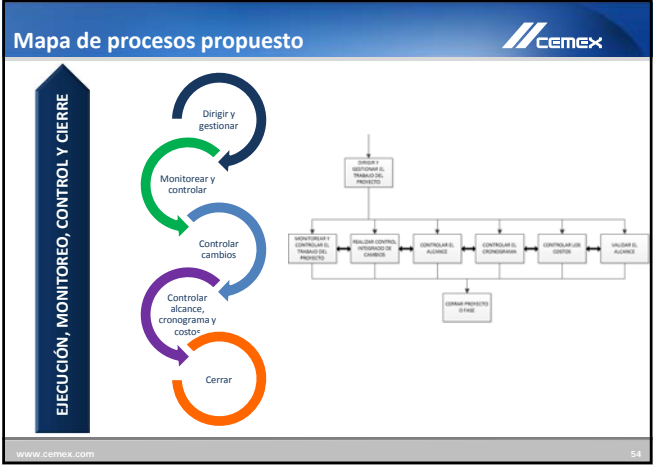 Mapa de procesos propuesto
CEMEX
EJECUCIÓN, MONITOREO, CONTROL Y CIERRE
Dirigir y
gestionar
Monitorear y
controlar
Controlar
cambios
Controlar
alcance,
cronograma y
costos
Cerrar
DIRIGIR Y
GESTIONAR EL
TRABAJO DEL
PROYECTO
MONITOREAR Y
CONTROLAR EL
TRABAJO DEL
PROYECTO
REALIZAR CONTROL
INTEGRADO DE
CAMBIOS
CONTROLAR EL
ALCANCE
CONTROLAR EL
CRONOGRAMA
CONTROLAR LOS
COSTOS
VALIDAR EL
ALCANCE
CERRAR PROYECTO
O FASE
www.cemex.com
54